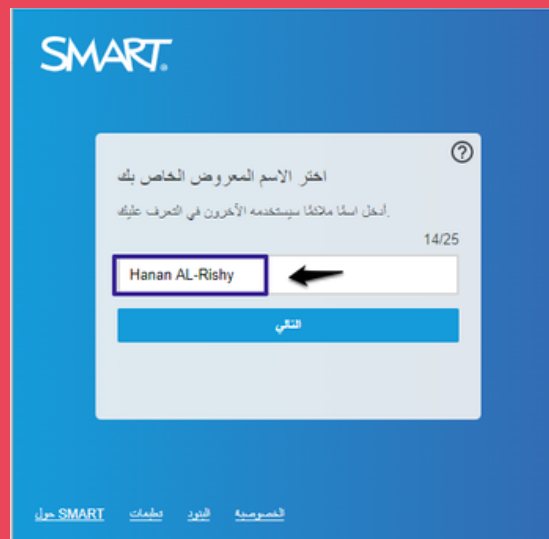 SMART
اختر الاسم المعروض الخاص بك
أدخل اسمًا ملائمًا سيستخدمه الآخرون في التعرف عليك.
14/25
Hanan AL-Rishy
التالي
حول SMART تعليمات البنود الخصوصية